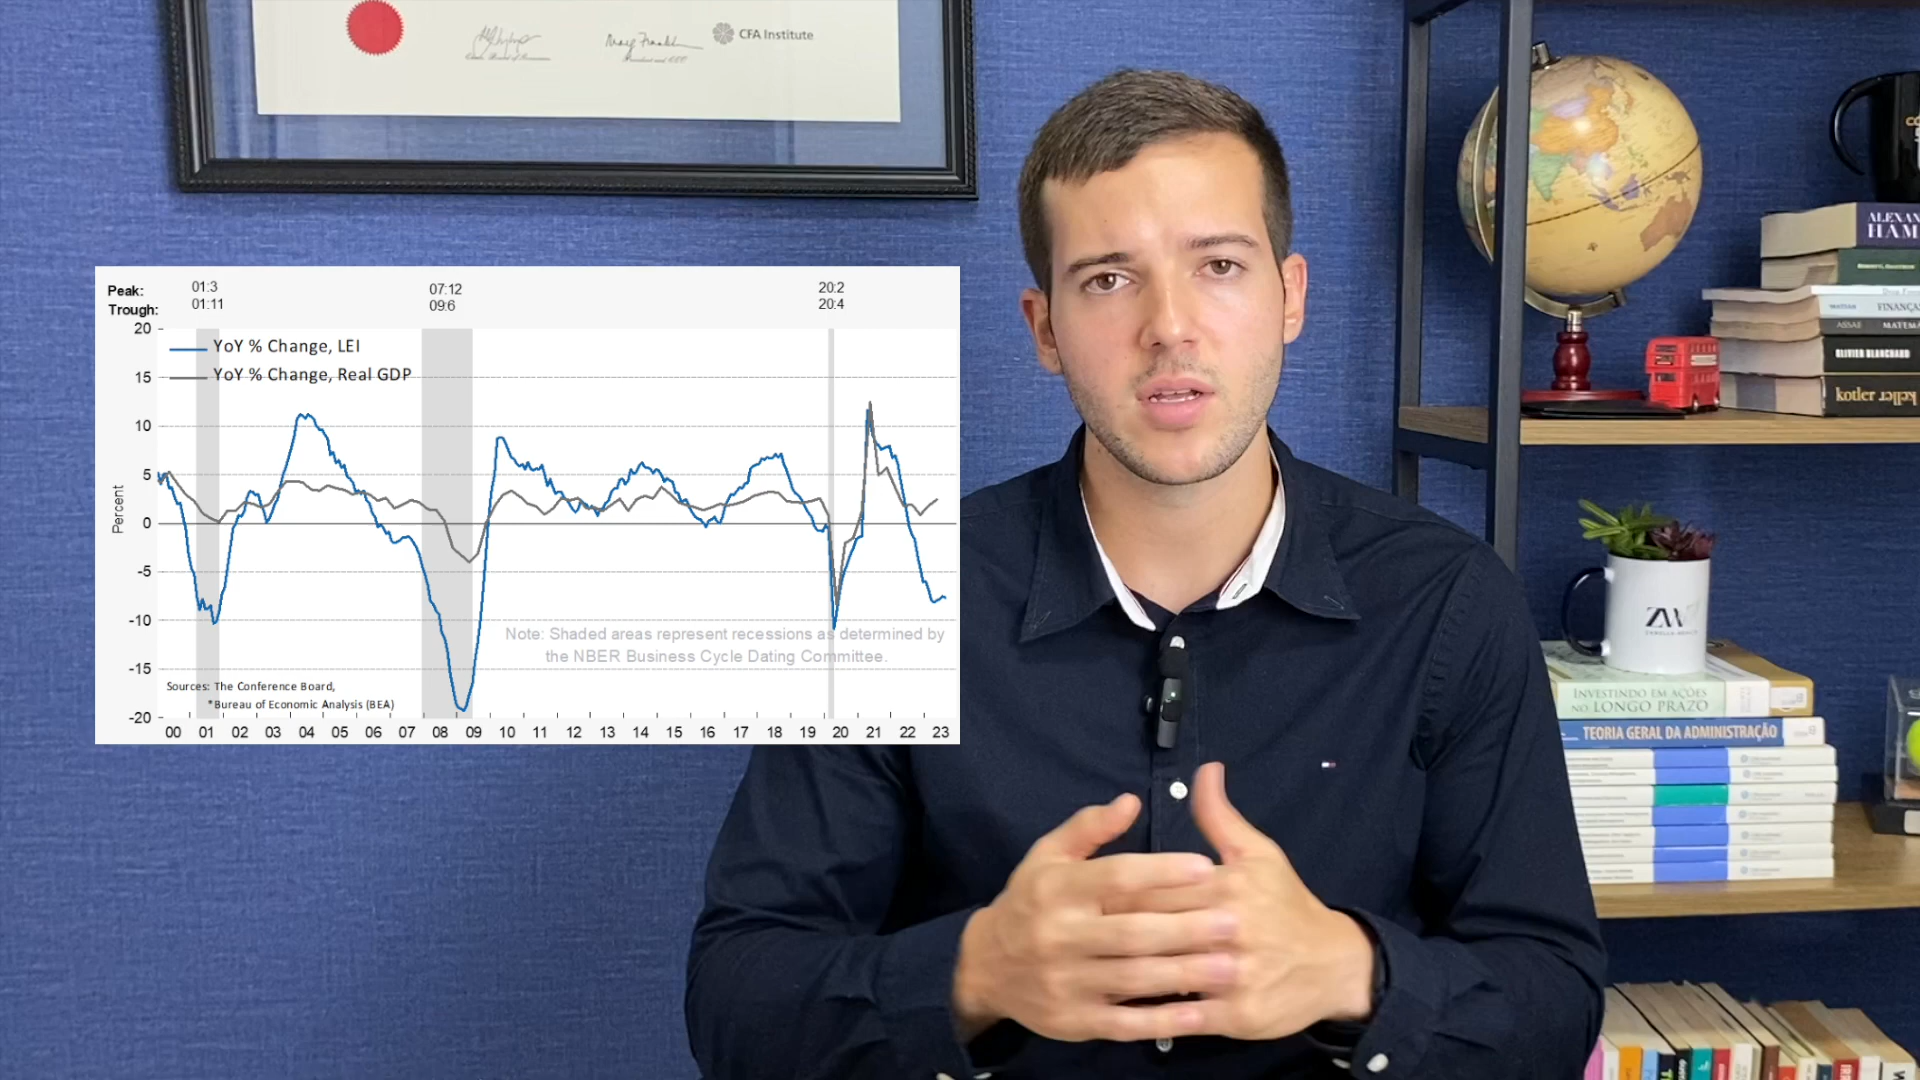 CFA Institute
Peak:
01:3
07:12
20:2
Trough:
01:11
09:6
20:4
20
15
10
5
0
-5
-10
-15
-20
Percent
YoY % Change, LEI
YoY % Change, Real GDP
Note: Shaded areas represent recessions as determined by
the NBER Business Cycle Dating Committee.
Sources: The Conference Board,
*Bureau of Economic Analysis (BEA)
00 01 02 03 04 05 06 07 08 09 10 11 12 13 14 15 16 17 18 19 20 21 22 23
OLIVIER BLANCHARD
kotler keller
INVESTINDO EM AÇÕES
NO LONGO PRAZO
TEORIA GERAL DA ADMINISTRAÇÃO